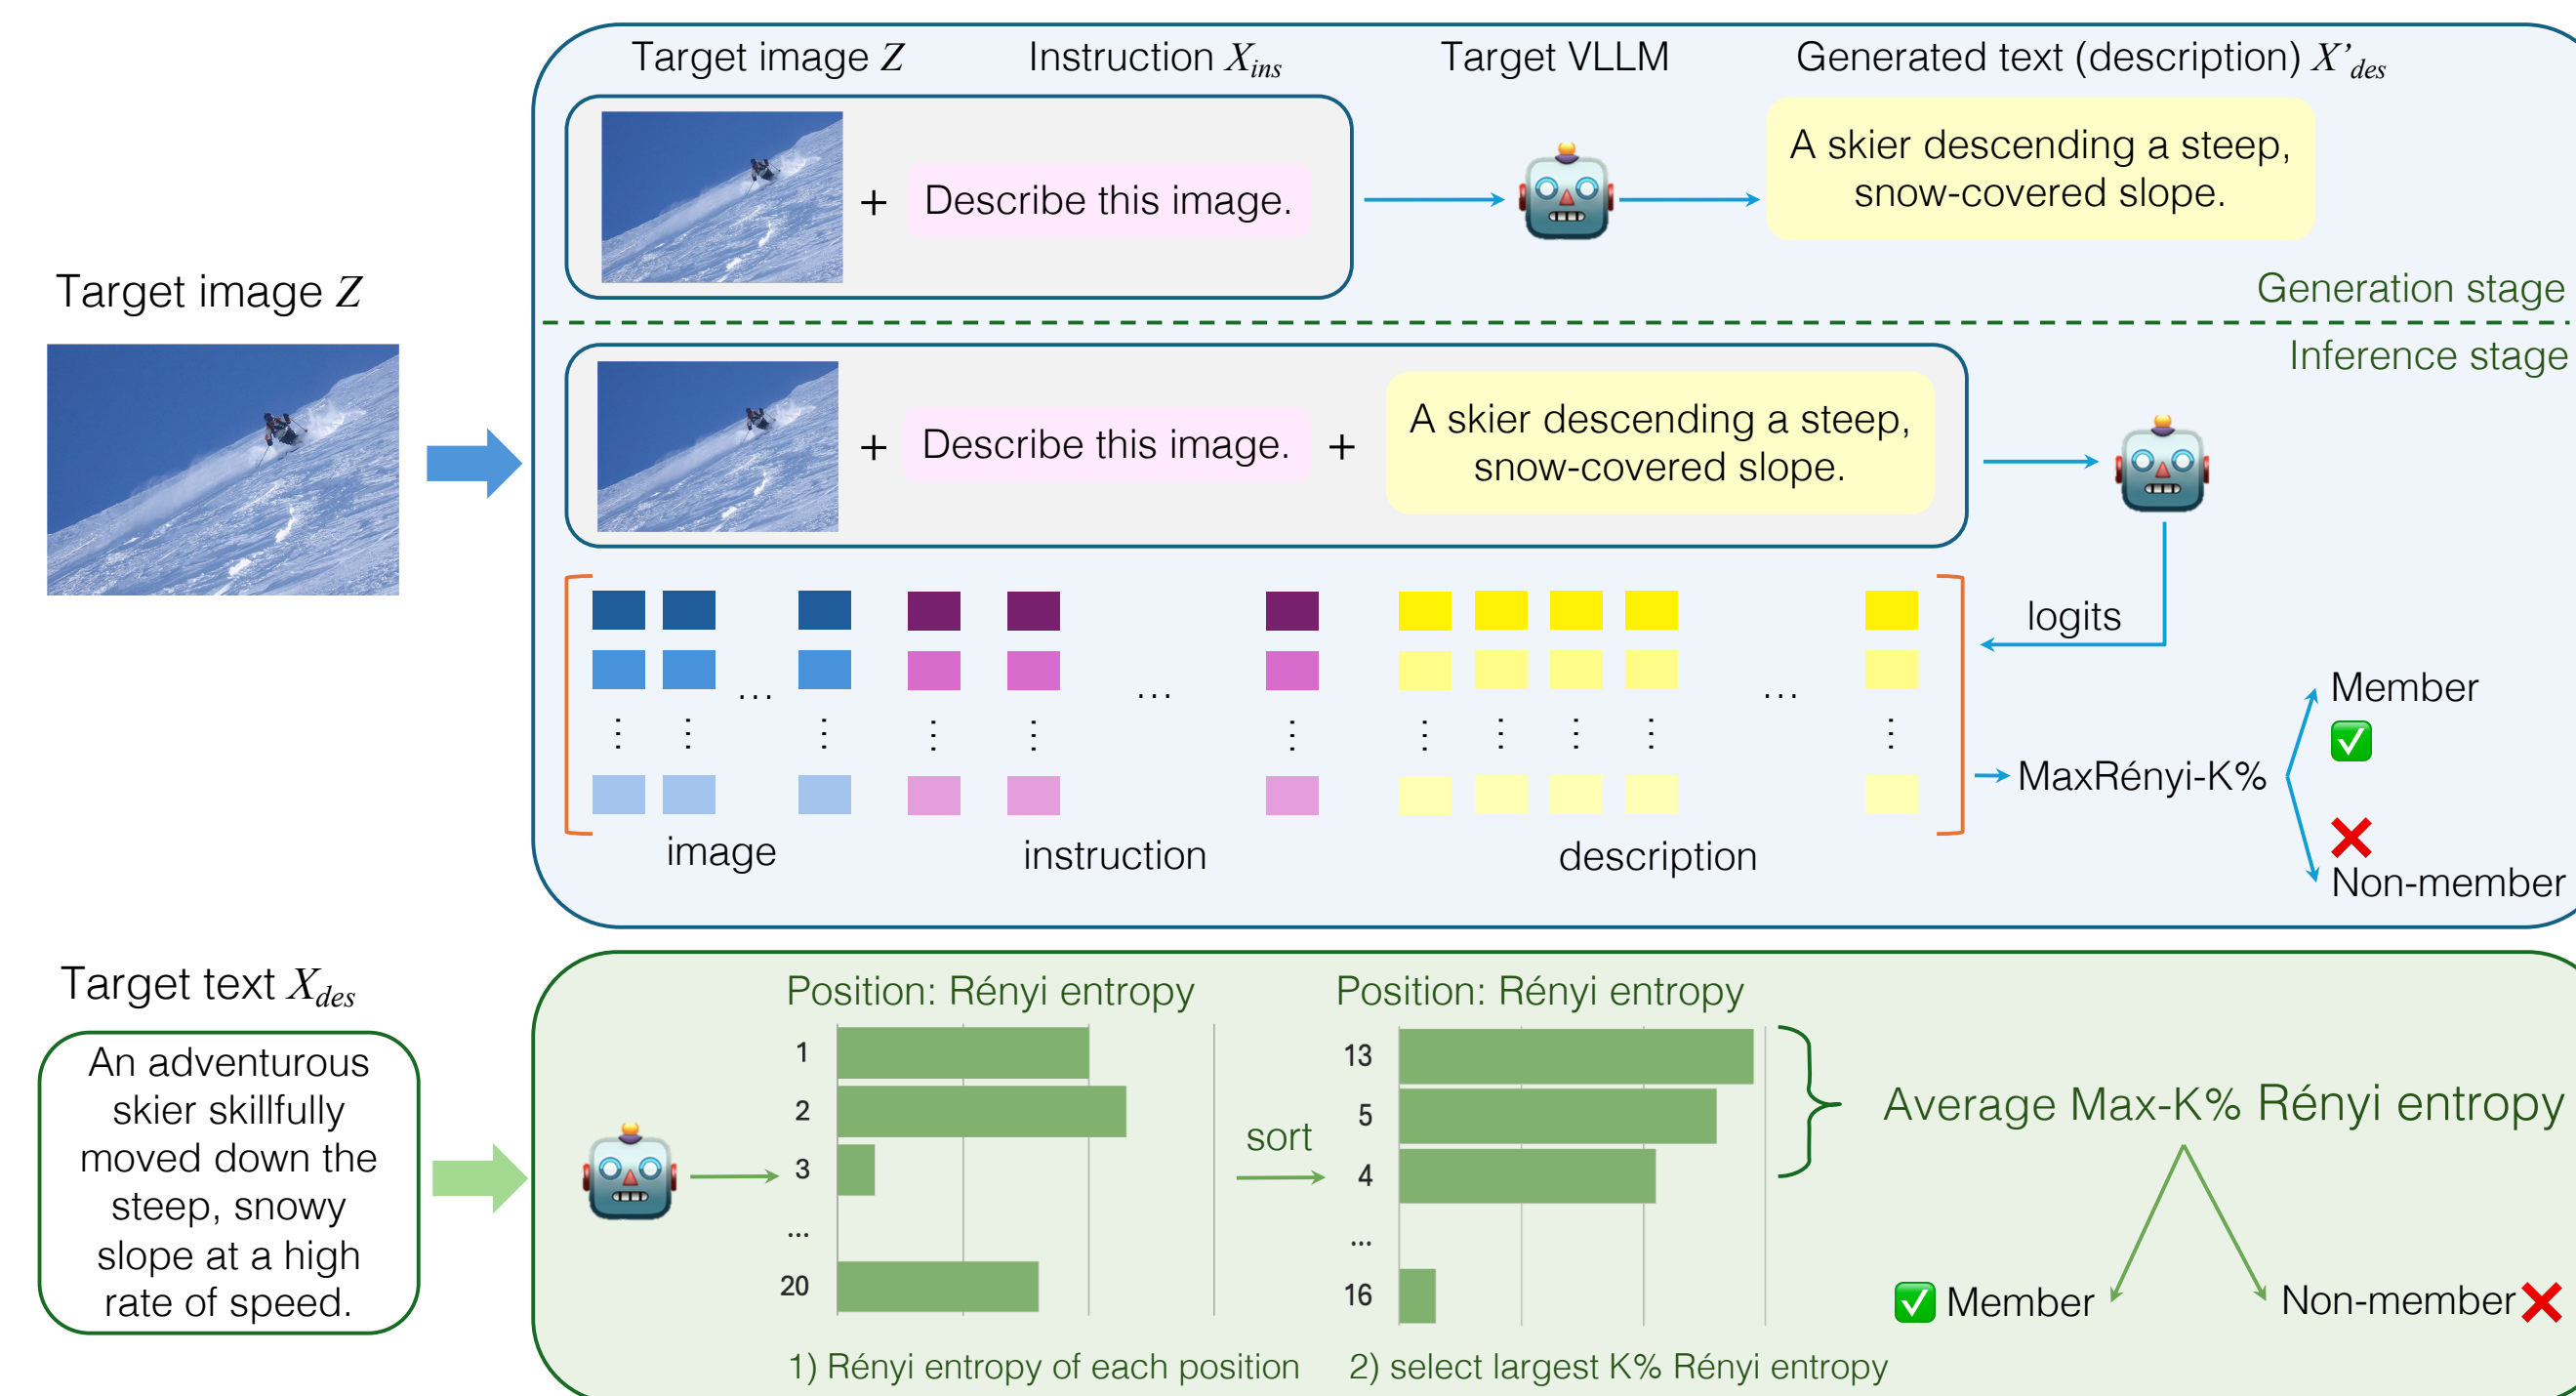 Target image Z
Instruction X_ins
Target VLLM
Generated text (description) X'_des
+
Describe this image.
A skier descending a steep,
snow-covered slope.
Generation stage
Target image Z
Inference stage
+
Describe this image.
+
A skier descending a steep,
snow-covered slope.
logits
...
...
...
image
instruction
description
MaxRényi-K%
Member
Non-member
Target text X_des
An adventurous
skier skillfully
moved down the
steep, snowy
slope at a high
rate of speed.
Position: Rényi entropy
1
2
3
...
20
1) Rényi entropy of each position
sort
Position: Rényi entropy
13
5
4
...
16
2) select largest K% Rényi entropy
Average Max-K% Rényi entropy
Member
Non-member